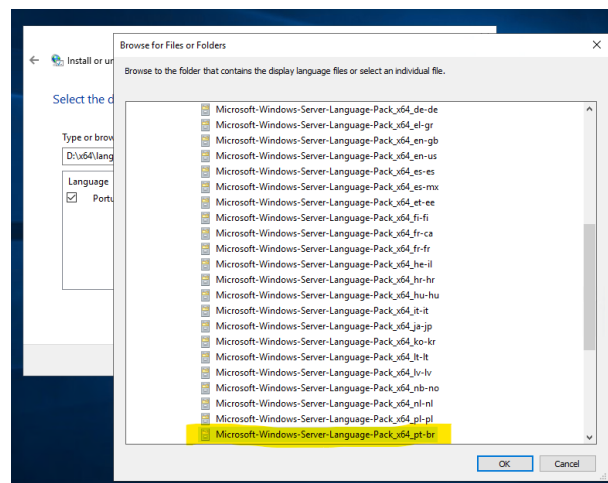 Browse for Files or Folders
Install or ur
Browse to the folder that contains the display language files or select an individual file.
Select the d
Type or brow
D:\x64\lang
Language
Portu
Microsoft-Windows-Server-Language-Pack_x64_de-de
Microsoft-Windows-Server-Language-Pack_x64_el-gr
Microsoft-Windows-Server-Language-Pack_x64_en-gb
Microsoft-Windows-Server-Language-Pack_x64_en-us
Microsoft-Windows-Server-Language-Pack_x64_es-es
Microsoft-Windows-Server-Language-Pack_x64_es-mx
Microsoft-Windows-Server-Language-Pack_x64_et-ee
Microsoft-Windows-Server-Language-Pack_x64_fi-fi
Microsoft-Windows-Server-Language-Pack_x64_fr-ca
Microsoft-Windows-Server-Language-Pack_x64_fr-fr
Microsoft-Windows-Server-Language-Pack_x64_he-il
Microsoft-Windows-Server-Language-Pack_x64_hr-hr
Microsoft-Windows-Server-Language-Pack_x64_hu-hu
Microsoft-Windows-Server-Language-Pack_x64_it-it
Microsoft-Windows-Server-Language-Pack_x64_ja-jp
Microsoft-Windows-Server-Language-Pack_x64_ko-kr
Microsoft-Windows-Server-Language-Pack_x64_lt-lt
Microsoft-Windows-Server-Language-Pack_x64_lv-lv
Microsoft-Windows-Server-Language-Pack_x64_nb-no
Microsoft-Windows-Server-Language-Pack_x64_nl-nl
Microsoft-Windows-Server-Language-Pack_x64_pl-pl
Microsoft-Windows-Server-Language-Pack_x64_pt-br
OK Cancel